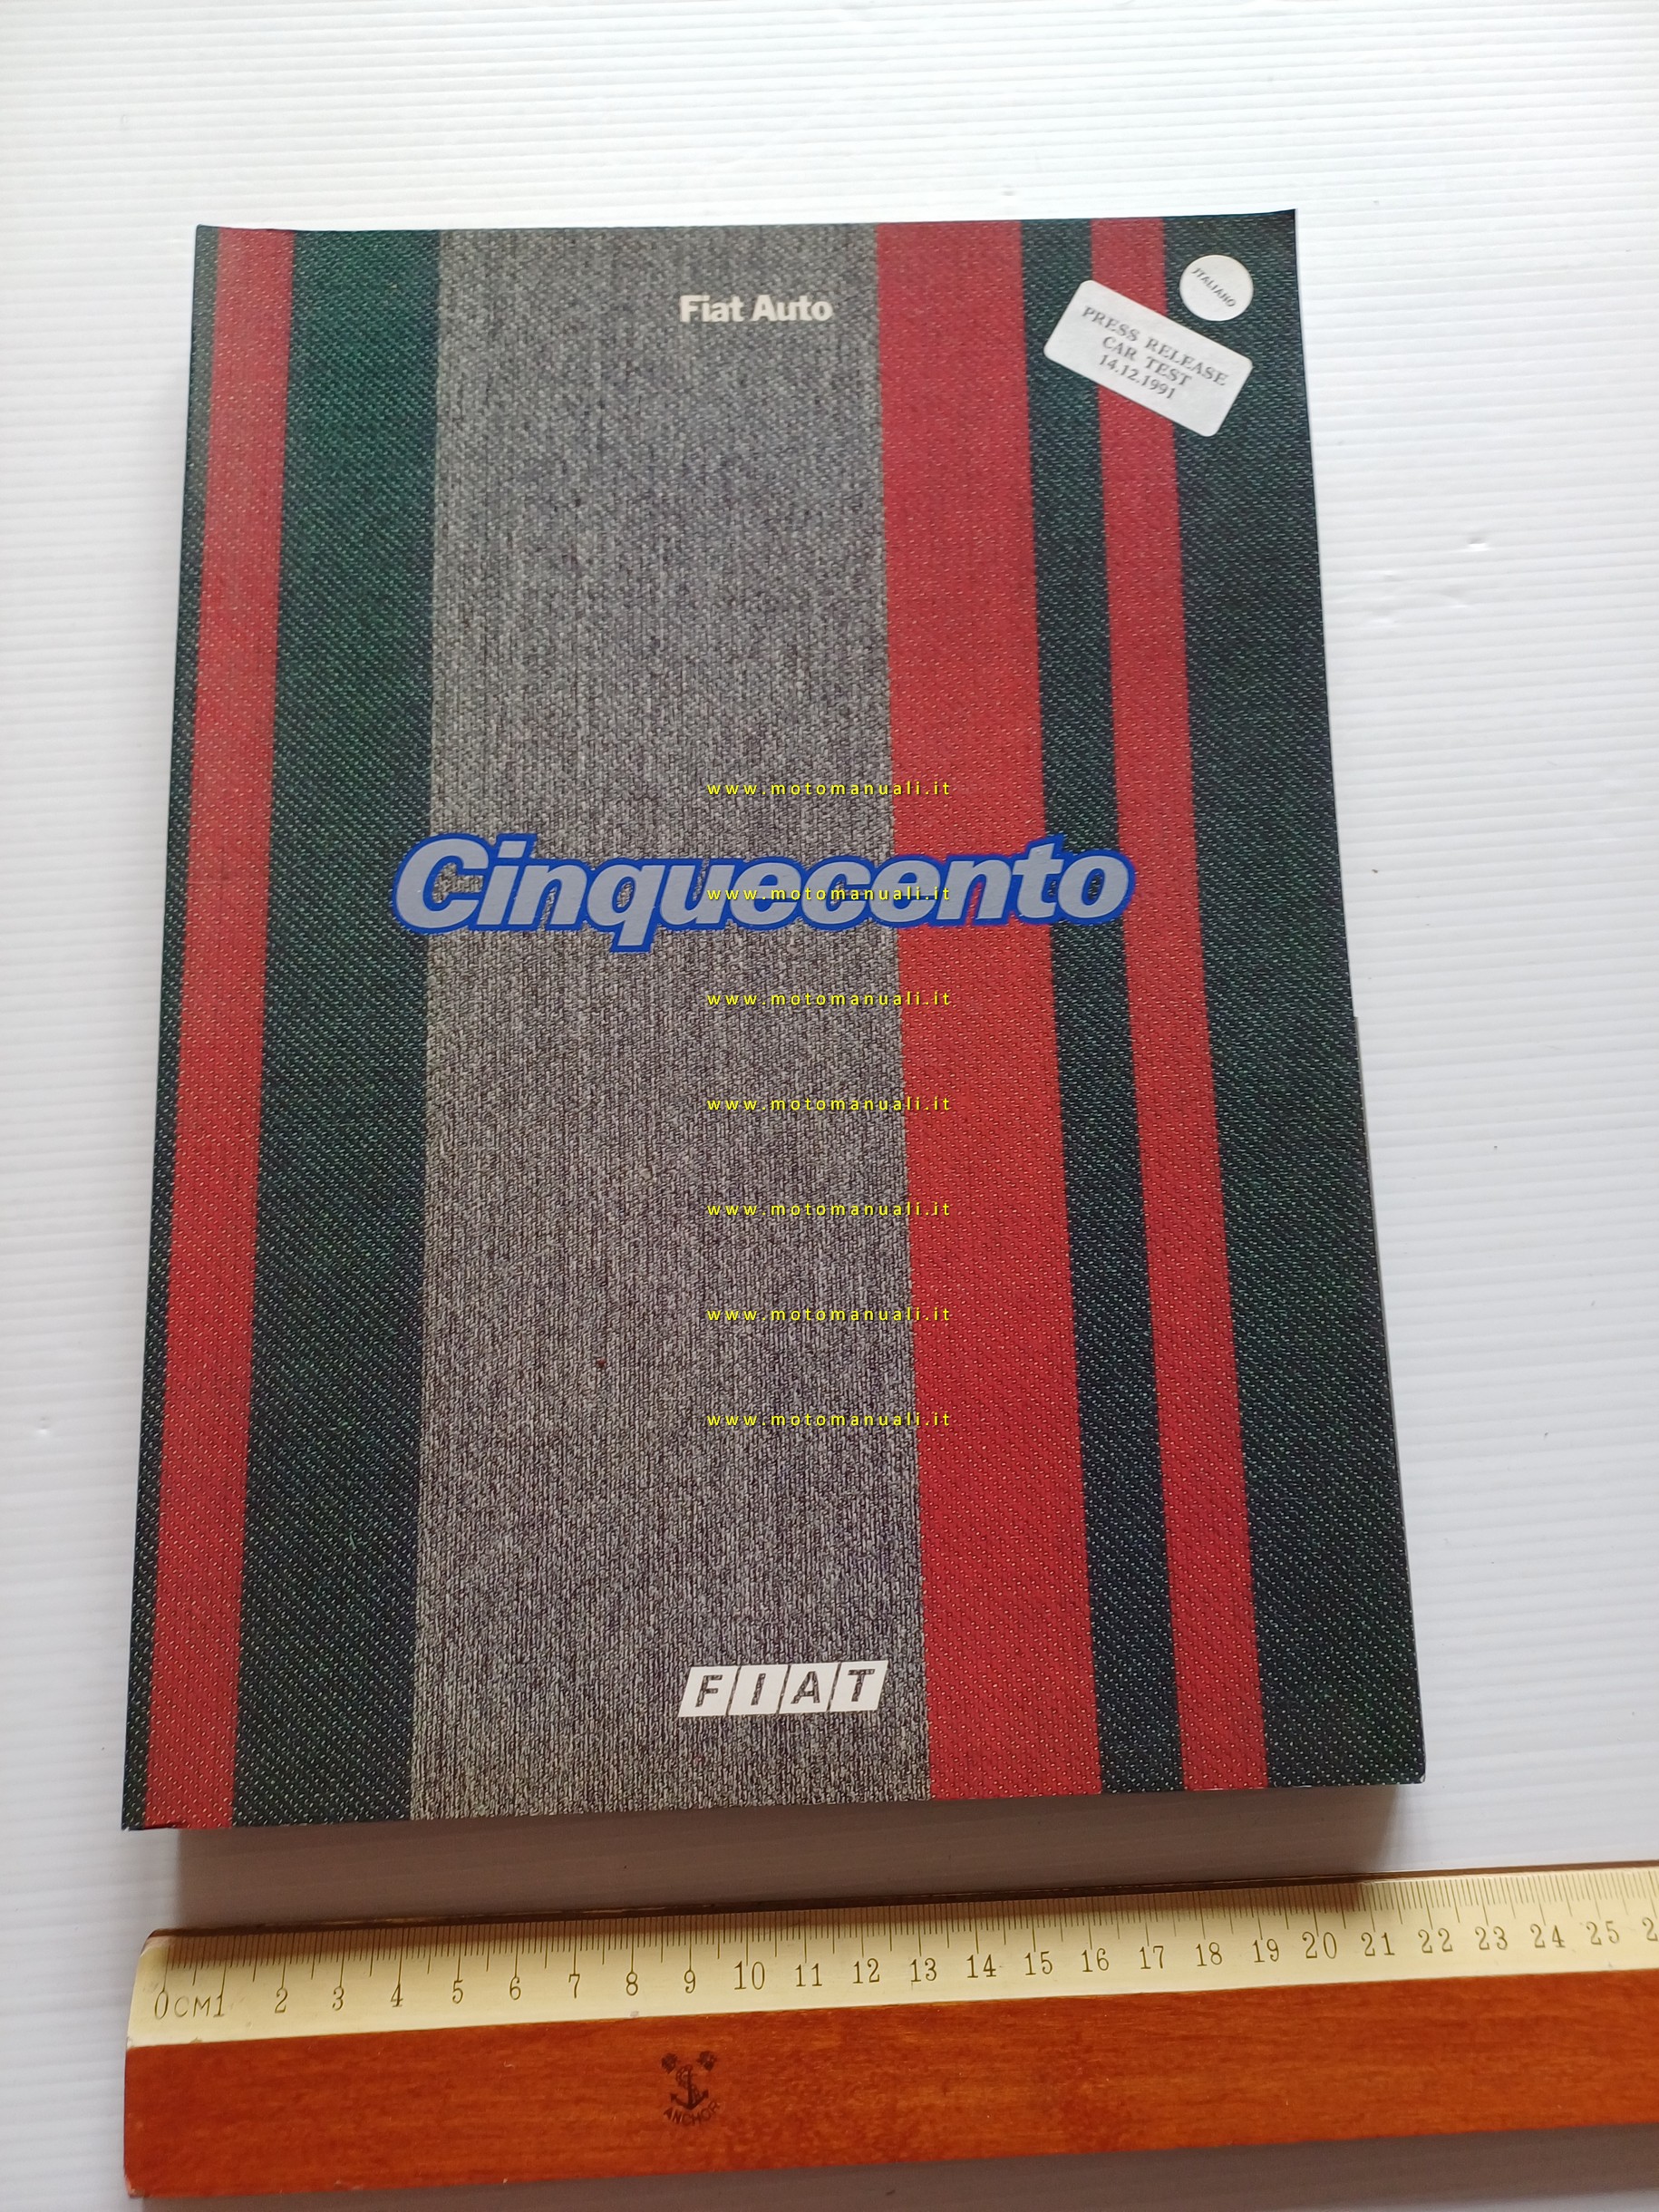 Fiat Auto
ITALIANO
PRESS RELEASE
CAR TEST
14.12.1991
www.motomanuali.it
Cinquecento
www.motomanuali.it
www.motomanuali.it
www.motomanuali.it
www.motomanuali.it
www.motomanuali.it
www.motomanuali.it
FIAT
0CM1 2 3 4 5 6 7 8 9 10 11 12 13 14 15 16 17 18 19 20 21 22 23 24 25 2
ANCHOR